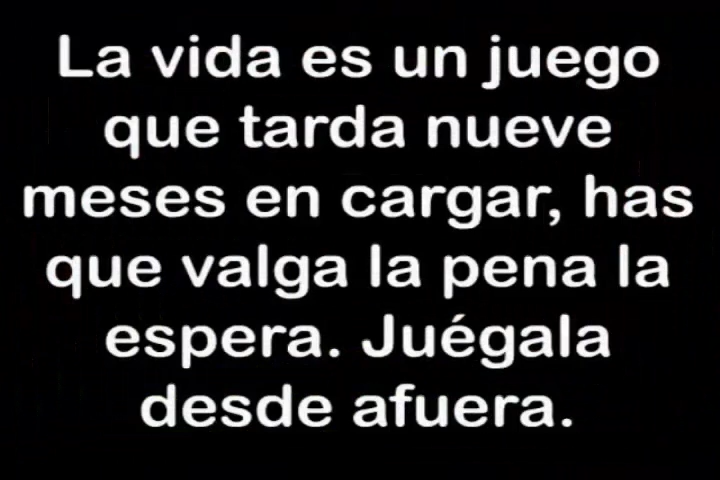 La vida es un juego
que tarda nueve
meses en cargar, has
que valga la pena la
espera. Juégala
desde afuera.